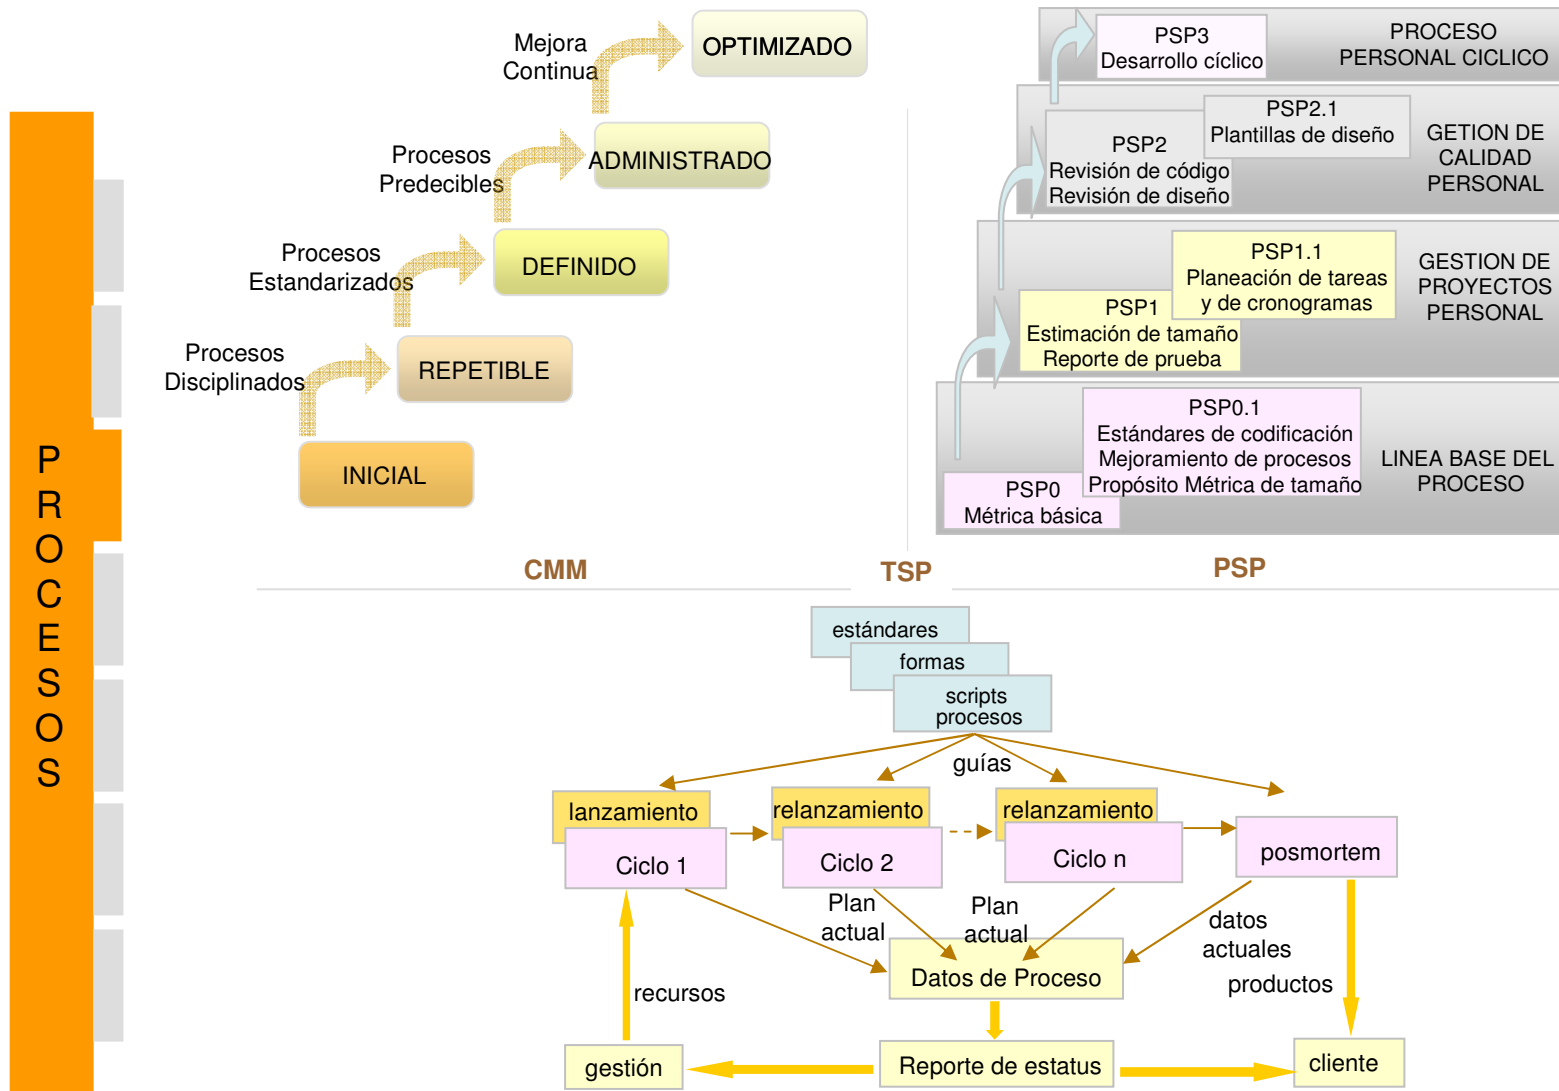 P
R
O
C
E
S
O
S
Mejora
Continua
OPTIMIZADO
Procesos
Predecibles
ADMINISTRADO
Procesos
Estandarizados
DEFINIDO
Procesos
Disciplinados
REPETIBLE
INICIAL
PSP3
Desarrollo cíclico
PROCESO
PERSONAL CICLICO
PSP2.1
Plantillas de diseño
PSP2
Revisión de código
Revisión de diseño
GETION DE
CALIDAD
PERSONAL
PSP1.1
Planeación de tareas
y de cronogramas
PSP1
Estimación de tamaño
Reporte de prueba
GESTION DE
PROYECTOS
PERSONAL
PSP0.1
Estándares de codificación
Mejoramiento de procesos
Propósito Métrica de tamaño
PSP0
Métrica básica
LINEA BASE DEL
PROCESO
CMM
TSP
PSP
estándares
formas
scripts
procesos
guías
lanzamiento
Ciclo 1
relanzamiento
Ciclo 2
relanzamiento
Ciclo n
posmortem
Plan
actual
Plan
actual
datos
actuales
Datos de Proceso
productos
recursos
gestión
Reporte de estatus
cliente